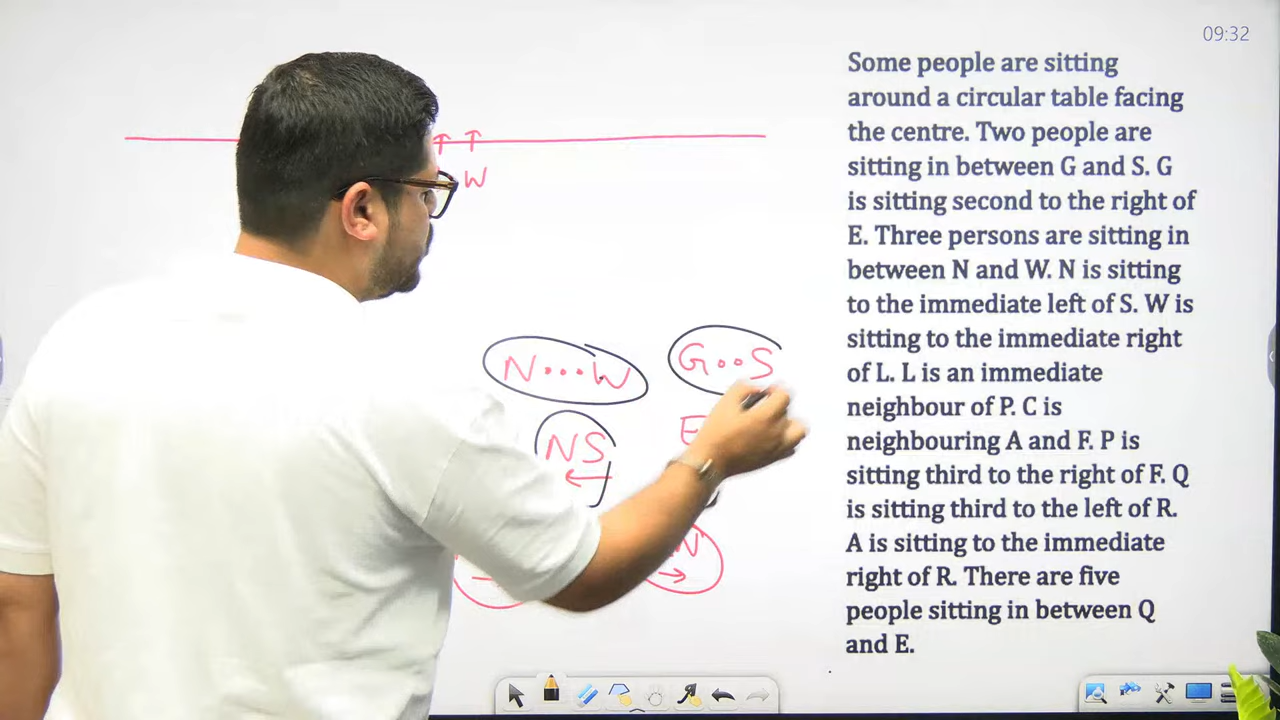 09:32
Some people are sitting
around a circular table facing
the centre. Two people are
sitting in between G and S. G
is sitting second to the right of
E. Three persons are sitting in
between N and W. N is sitting
to the immediate left of S. W is
sitting to the immediate right
of L. L is an immediate
neighbour of P. C is
neighbouring A and F. P is
sitting third to the right of F. Q
is sitting third to the left of R.
A is sitting to the immediate
right of R. There are five
people sitting in between Q
and E.
W
N...W G..S
NS E